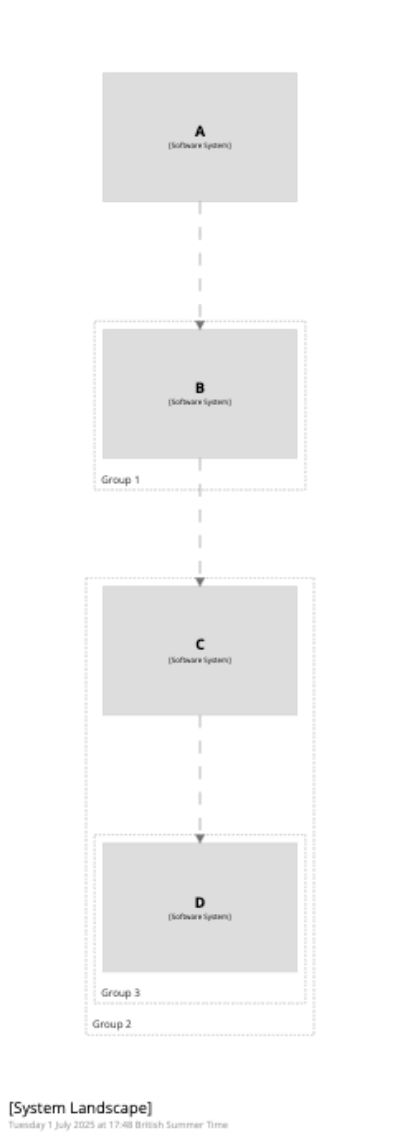 A
[Software System]
B
[Software System]
Group 1
C
[Software System]
D
[Software System]
Group 3
Group 2
[System Landscape]
Tuesday 1 July 2025 at 17:48 British Summer Time